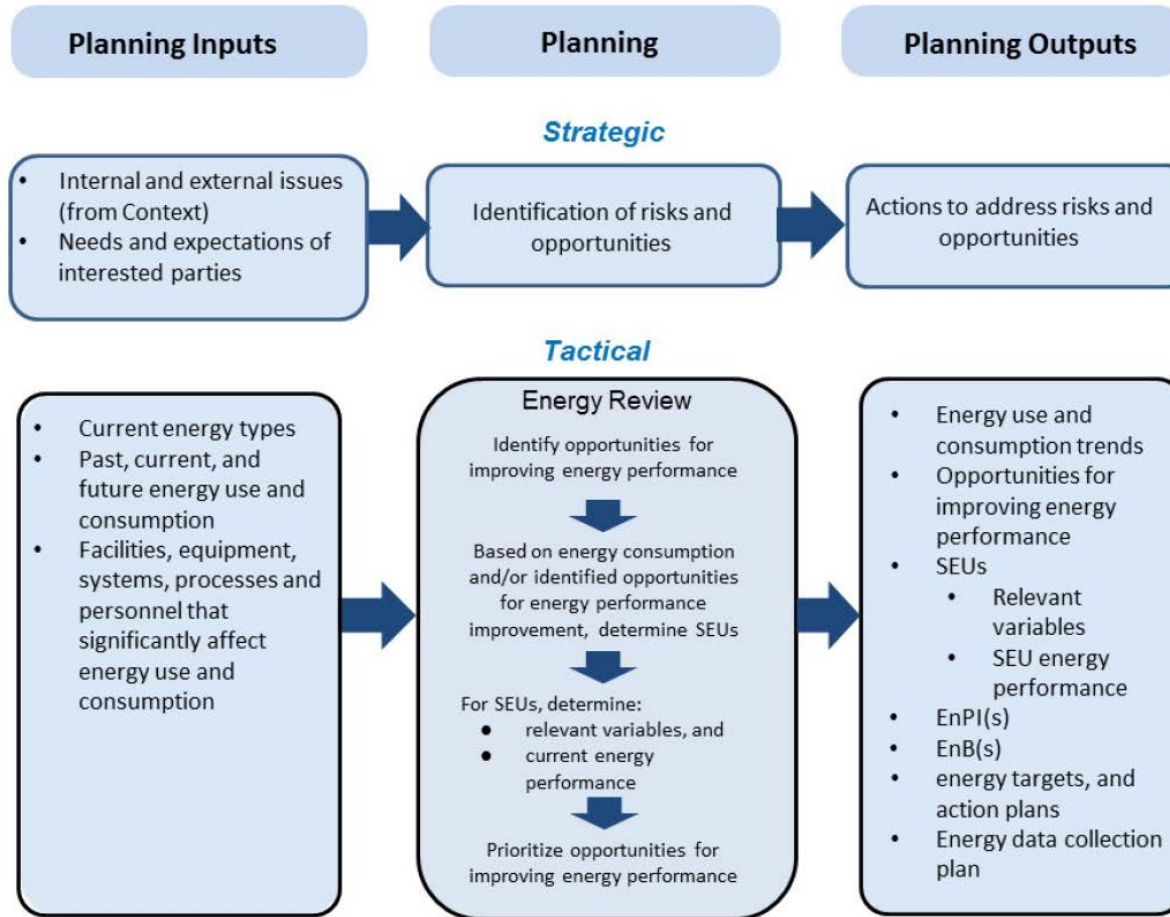 Planning Inputs
Planning
Planning Outputs
Strategic
• Internal and external issues
(from Context)
• Needs and expectations of
interested parties
Identification of risks and
opportunities
Actions to address risks and
opportunities
Tactical
• Current energy types
• Past, current, and
future energy use and
consumption
• Facilities, equipment,
systems, processes and
personnel that
significantly affect
energy use and
consumption
Energy Review
Identify opportunities for
improving energy performance
Based on energy consumption
and/or identified opportunities
for energy performance
improvement, determine SEUs
For SEUs, determine:
● relevant variables, and
● current energy
performance
Prioritize opportunities for
improving energy performance
• Energy use and
consumption trends
• Opportunities for
improving energy
performance
• SEUs
• Relevant
variables
• SEU energy
performance
• EnPI(s)
• EnB(s)
• energy targets, and
action plans
• Energy data collection
plan